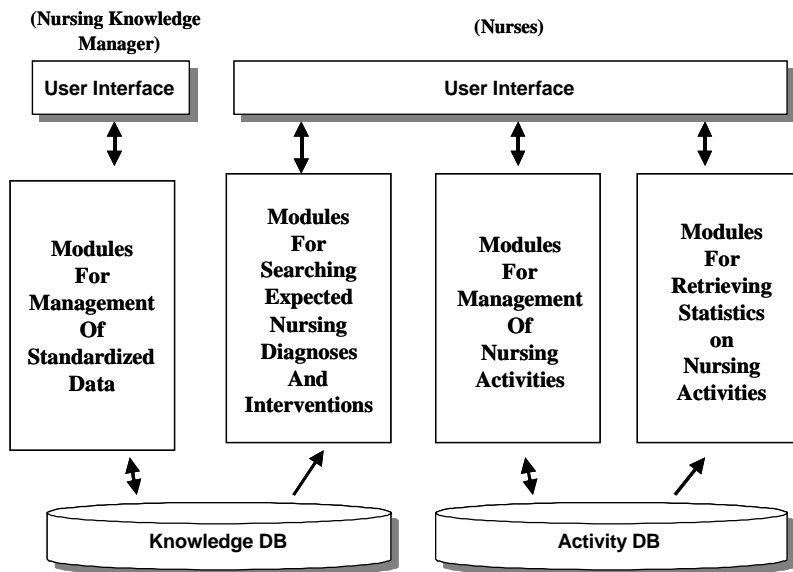 (Nursing Knowledge
Manager)
(Nurses)
User Interface
User Interface
Modules
For
Management
Of
Standardized
Data
Modules
For
Searching
Expected
Nursing
Diagnoses
And
Interventions
Modules
For
Management
Of
Nursing
Activities
Modules
For
Retrieving
Statistics
on
Nursing
Activities
Knowledge DB
Activity DB